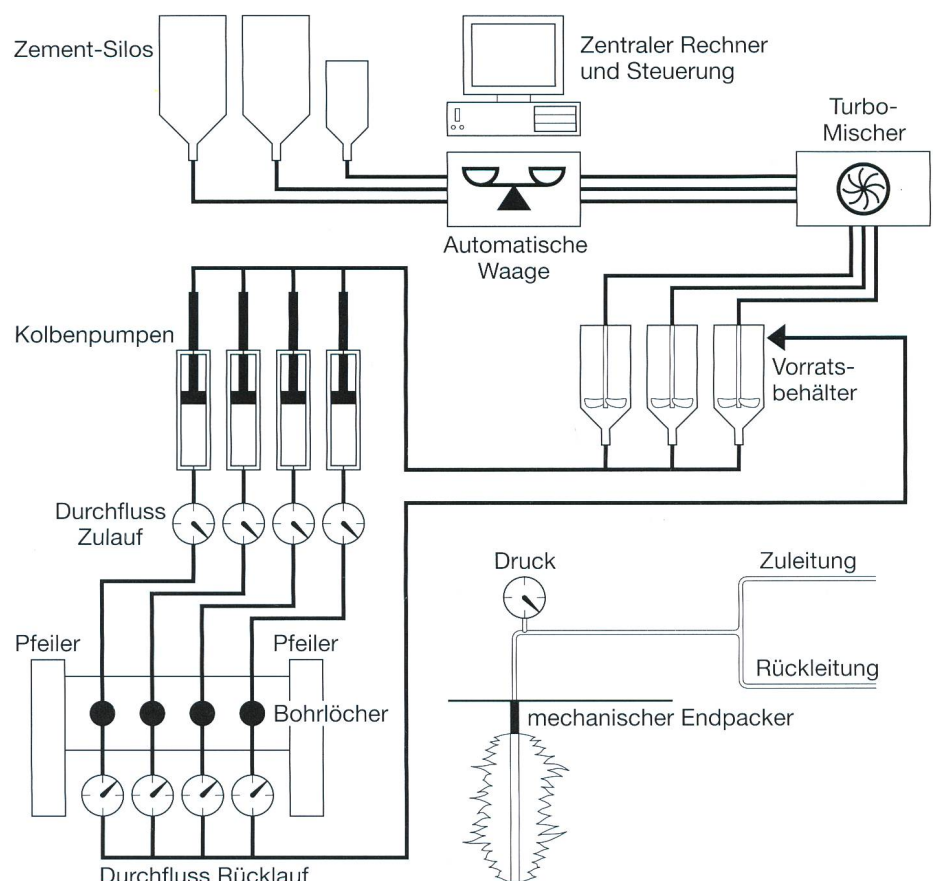 Zement-Silos
Zentraler Rechner
und Steuerung
Turbo-
Mischer
Automatische
Waage
Kolbenpumpen
Vorrats-
behälter
Durchfluss
Zulauf
Druck
Zuleitung
Pfeiler
Pfeiler
Rückleitung
Bohrlöcher
mechanischer Endpacker
Durchfluss Rücklauf